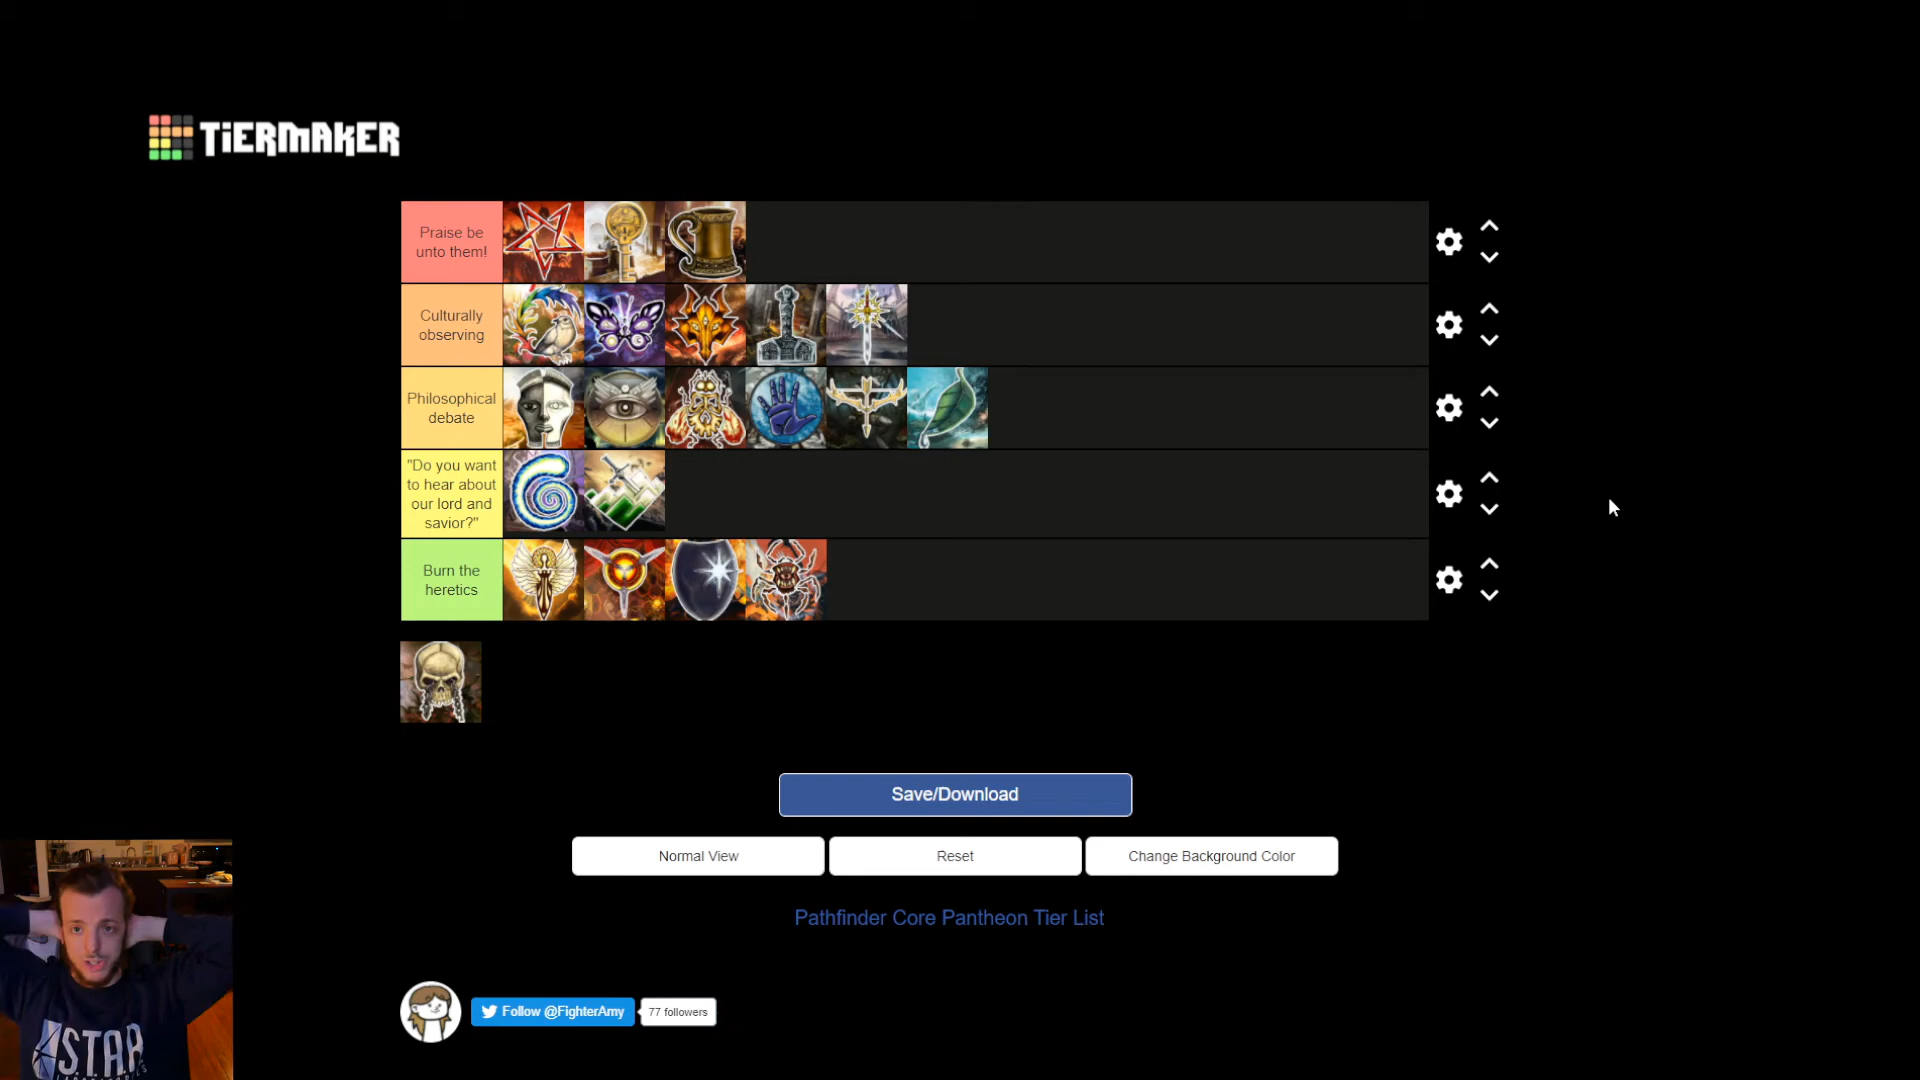 TiERMAKER
Praise be
unto them!
Culturally
observing
Philosophical
debate
"Do you want
to hear about
our lord and
savior?"
Burn the
heretics
Save/Download
Normal View
Reset
Change Background Color
Pathfinder Core Pantheon Tier List
Follow @FighterAmy
77 followers
S.T.A.R.